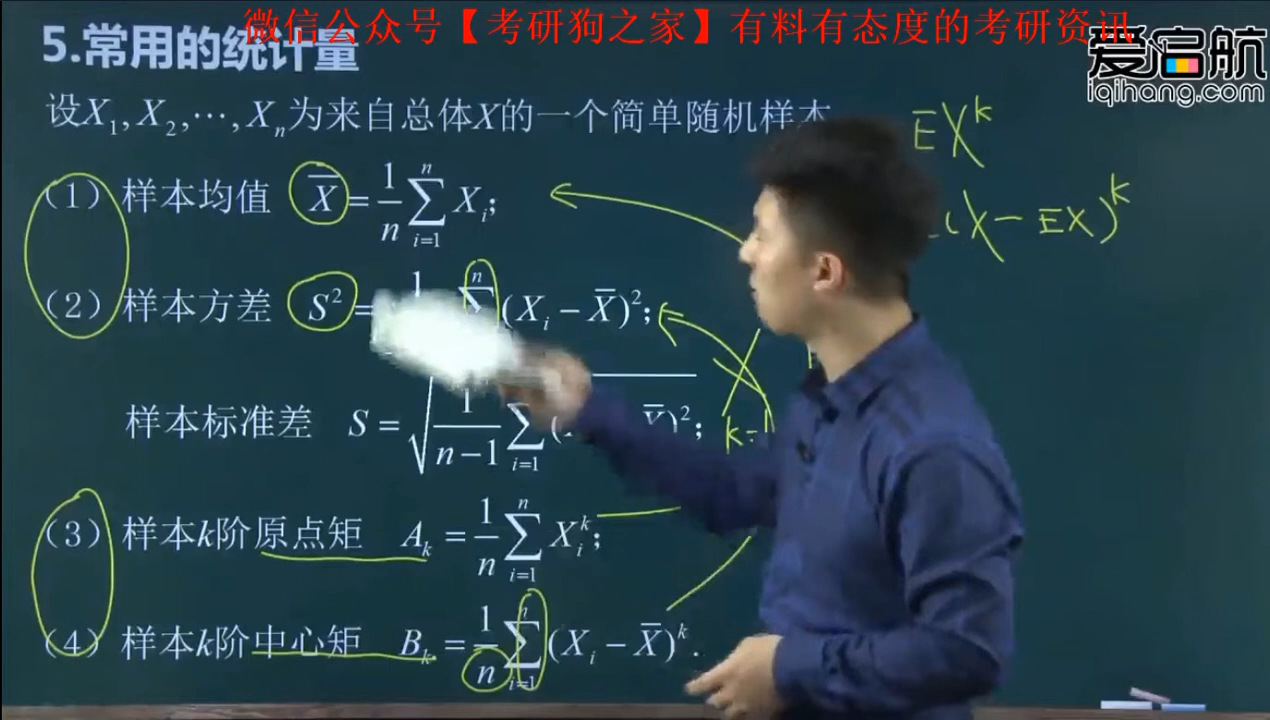 微信公众号【考研狗之家】有料有态度的考研资讯
5.常用的统计量
爱启航
iqihang.com
设X₁, X₂, ⋯, Xₙ为来自总体X的一个简单随机样本
EXᵏ
(X − EX)ᵏ
（1）样本均值 X̄ = 1/n ∑ᵢ₌₁ⁿ Xᵢ;
（2）样本方差 S² = 1 ∑ⁿ (Xᵢ − X̄)²;
样本标准差 S = √ 1/(n−1) ∑ᵢ₌₁ ( X̄)²;
k=1
（3）样本k阶原点矩 Aₖ = 1/n ∑ᵢ₌₁ⁿ Xᵢᵏ;
（4）样本k阶中心矩 Bₖ = 1/n ∑ᵢ₌₁ⁿ (Xᵢ − X̄)ᵏ.